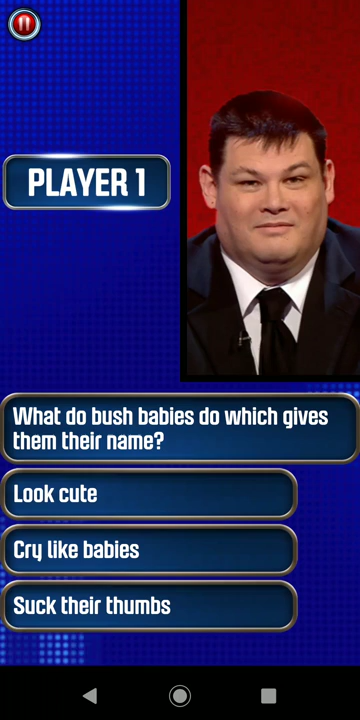 PLAYER 1
What do bush babies do which gives
them their name?
Look cute
Cry like babies
Suck their thumbs